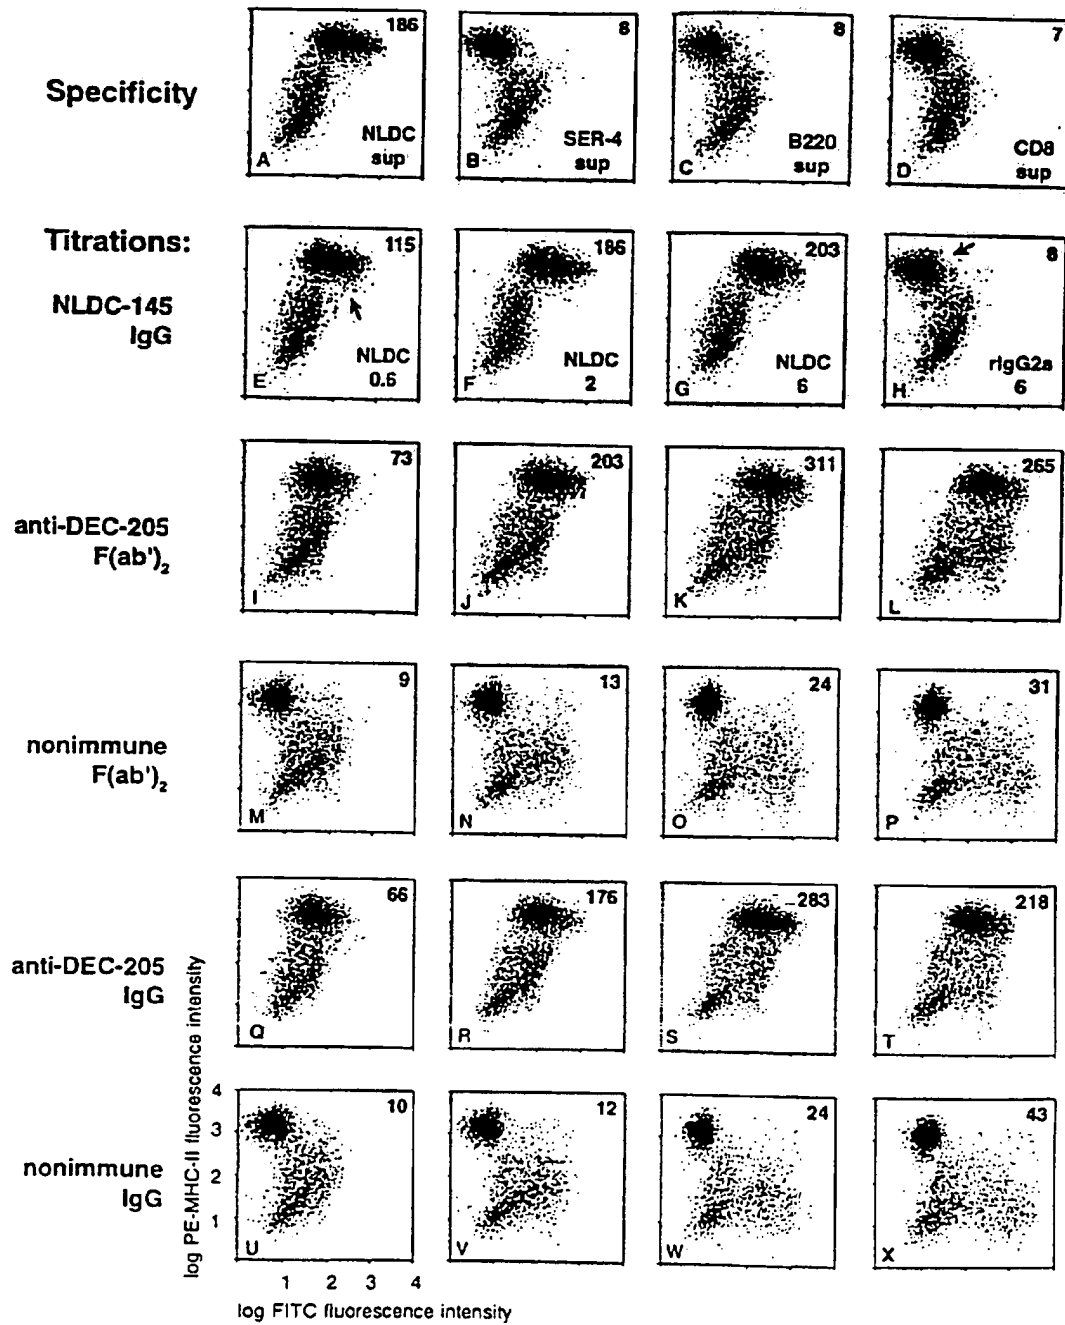 Specificity
186
NLDC
sup
A
8
SER-4
sup
B
8
B220
sup
C
7
CD8
sup
D
Titrations:
NLDC-145
IgG
115
NLDC
0.6
E
186
NLDC
2
F
203
NLDC
6
G
8
rIgG2a
6
H
anti-DEC-205
F(ab')₂
73
I
203
J
311
K
265
L
nonimmune
F(ab')₂
9
M
13
N
24
O
31
P
anti-DEC-205
IgG
66
Q
176
R
283
S
218
T
nonimmune
IgG
log PE-MHC-II fluorescence intensity
4
3
2
1
10
U
12
V
24
W
43
X
1 2 3 4
log FITC fluorescence intensity